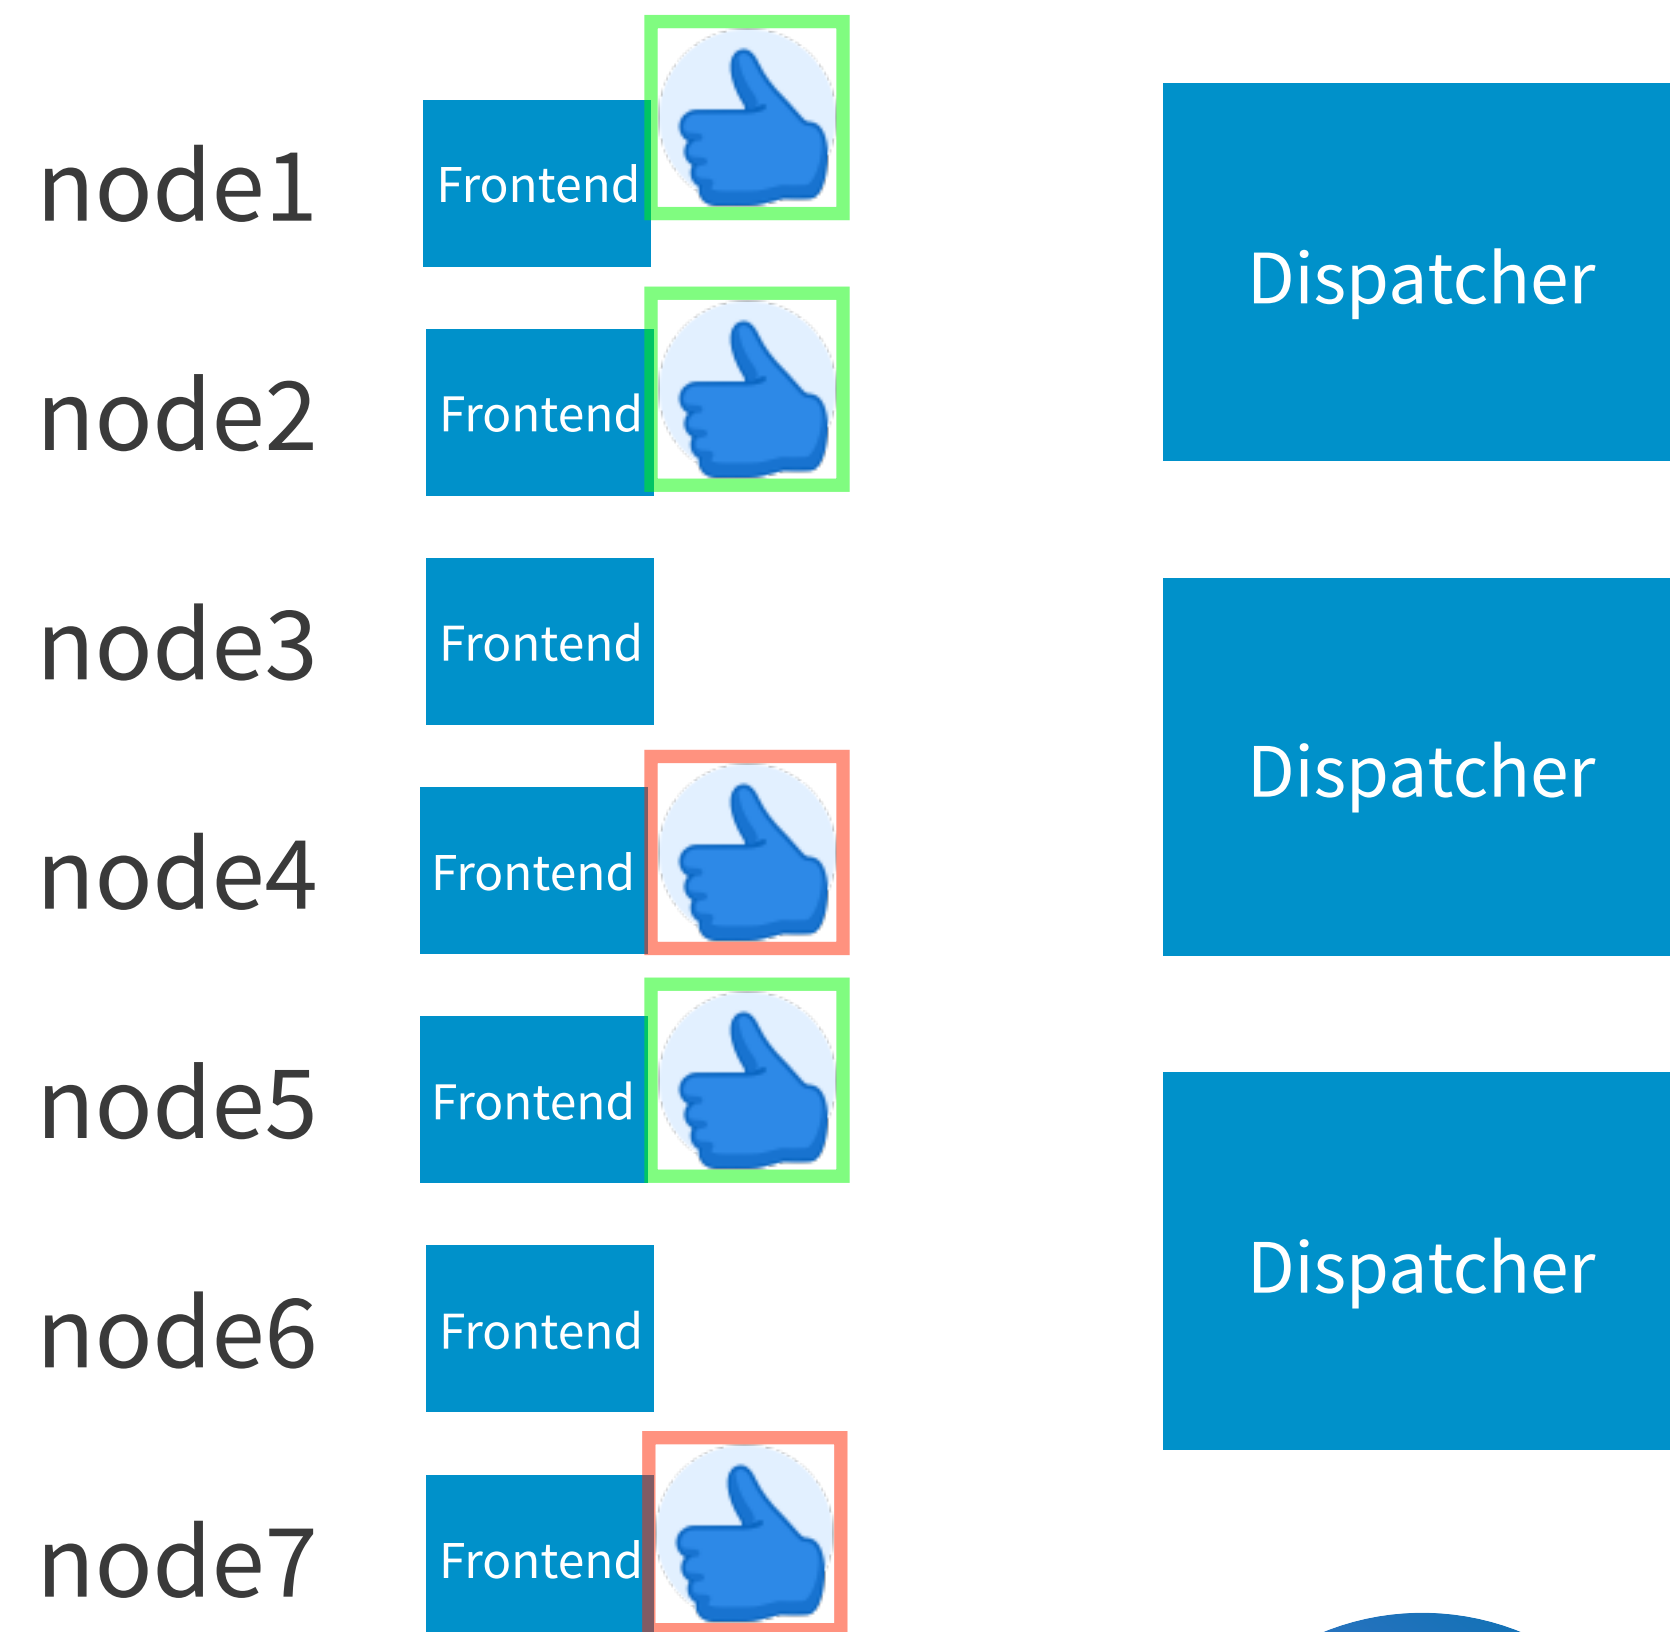 node1
Frontend
Dispatcher
node2
Frontend
node3
Frontend
Dispatcher
node4
Frontend
node5
Frontend
Dispatcher
node6
Frontend
node7
Frontend